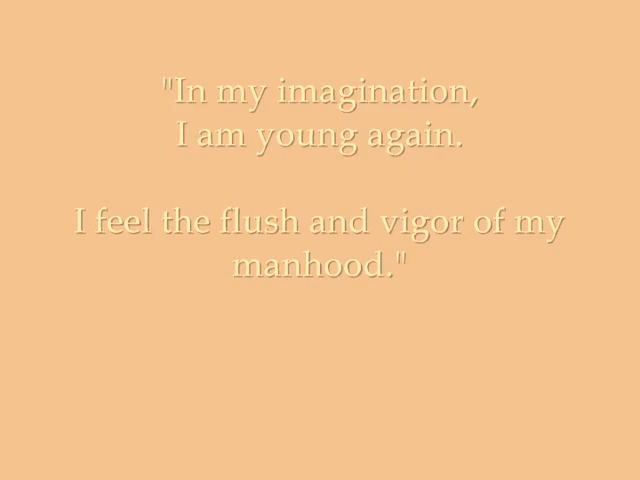 "In my imagination,
I am young again.
I feel the flush and vigor of my
manhood."